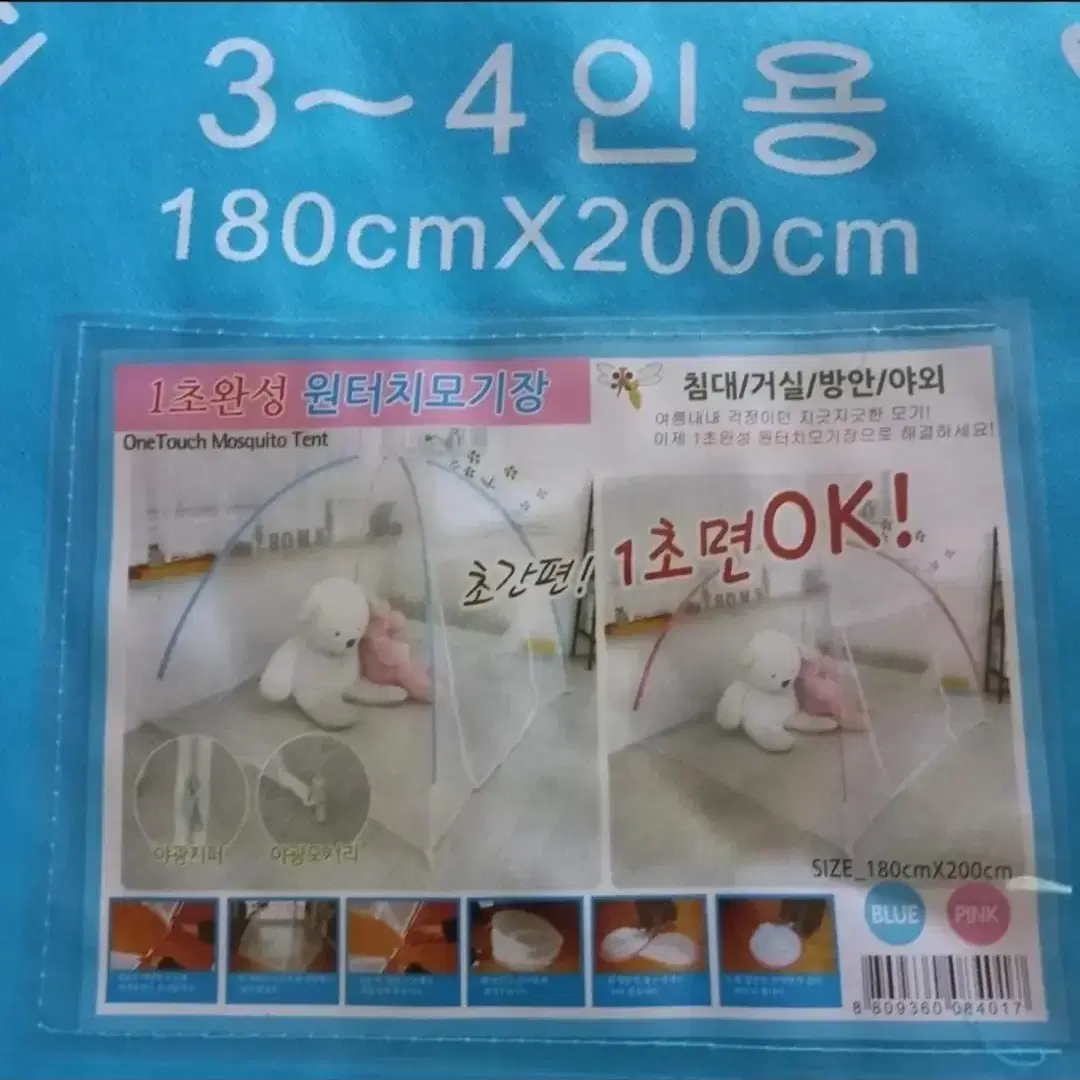 3~4인용
180cmX200cm
1초완성 원터치모기장
OneTouch Mosquito Tent
침대/거실/방안/야외
여름내내 걱정이던 지긋지긋한 모기!
이제 1초완성 원터치모기장으로 해결하세요!
초간편! 1초면OK!
야광지퍼
야광모서리
SIZE_180cmX200cm
BLUE
PINK
8 809360 084017